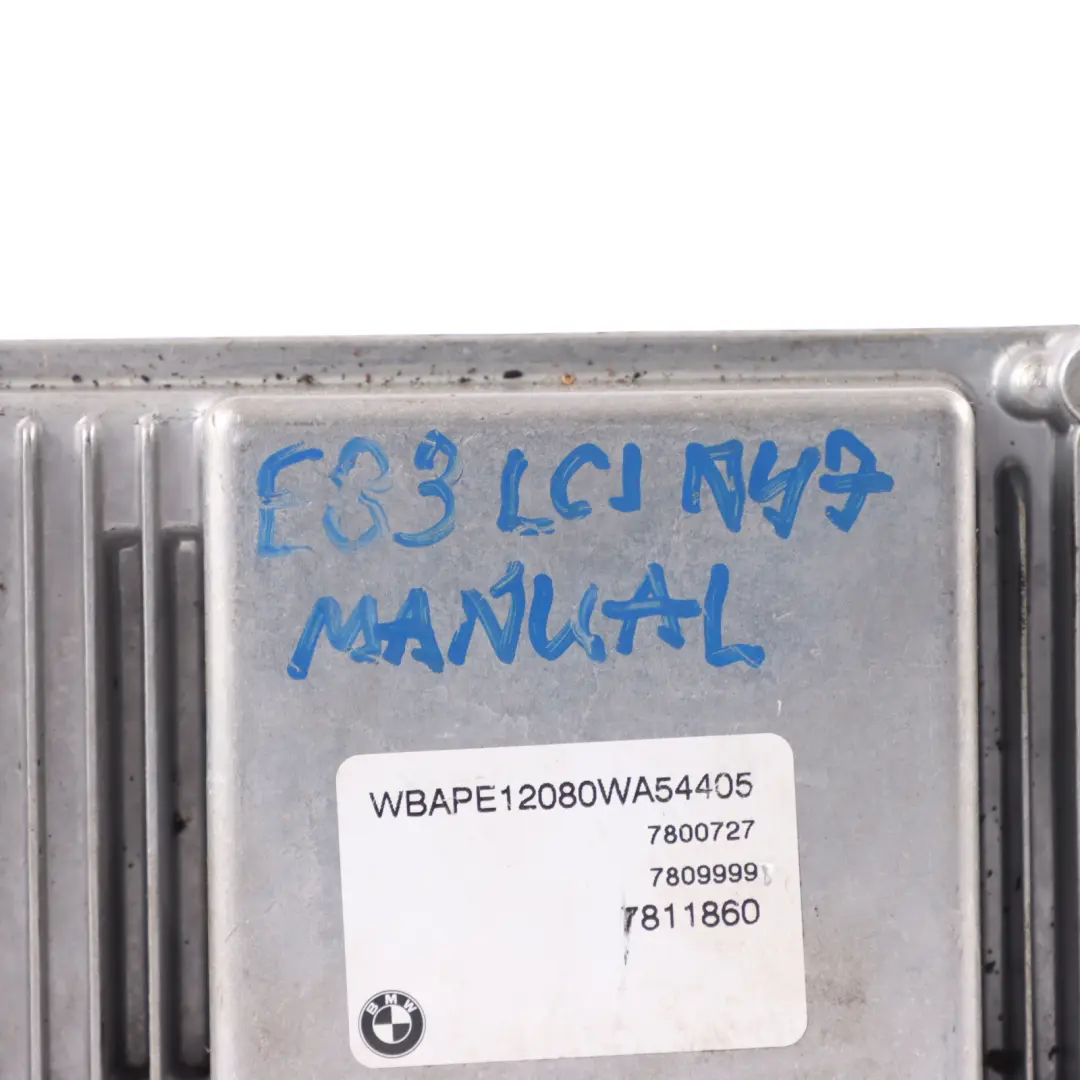 E83 LCI N47
MANUAL
WBAPE12080WA54405
7800727
7809999
7811860
BMW